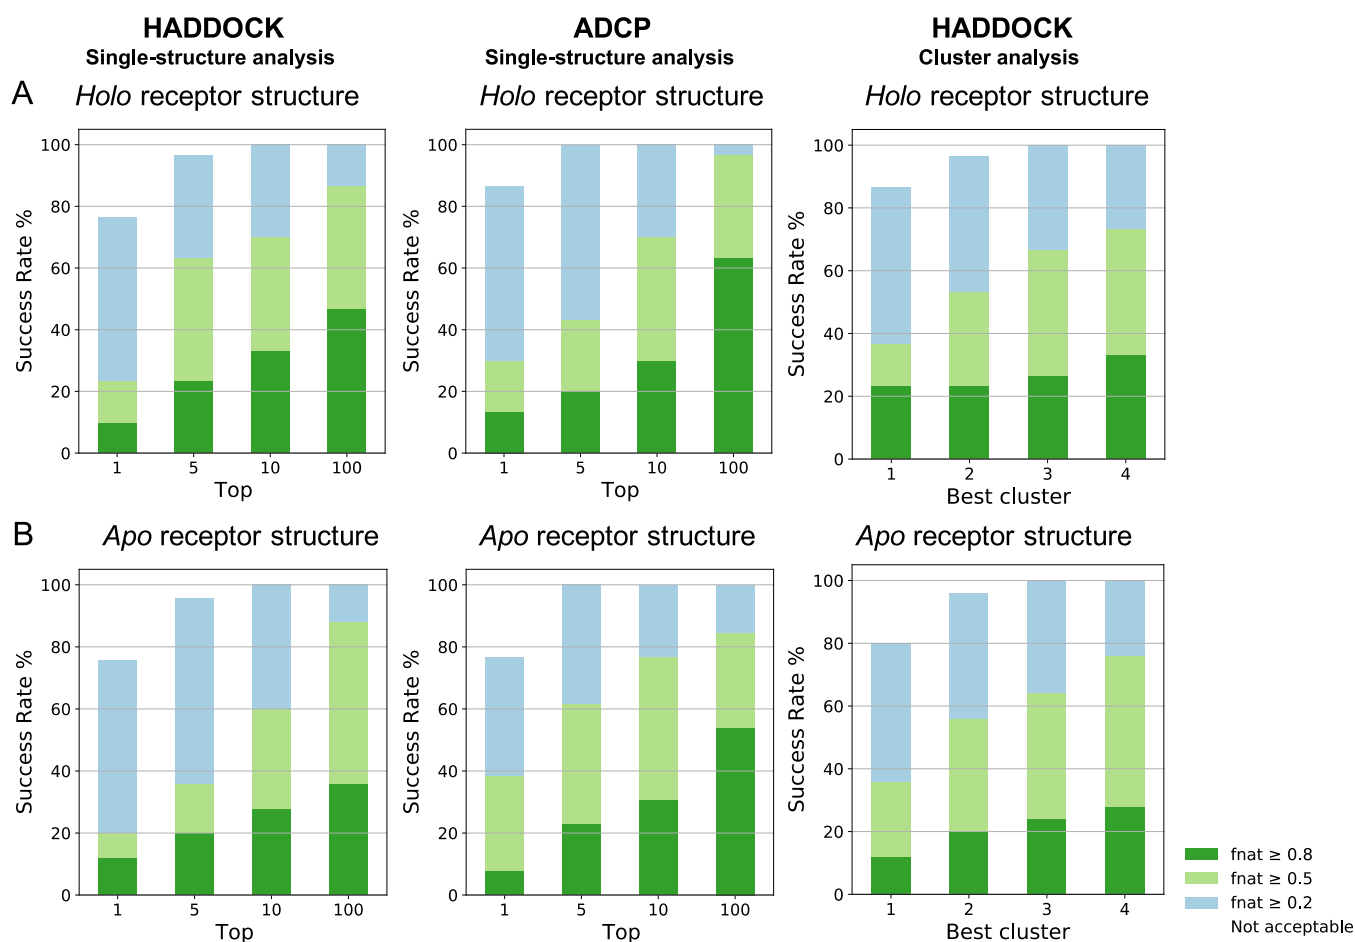 HADDOCK
Single-structure analysis
ADCP
Single-structure analysis
HADDOCK
Cluster analysis
A
Holo receptor structure
Holo receptor structure
Holo receptor structure
Success Rate %
100
80
60
40
20
0
1 5 10 100
Top
Success Rate %
100
80
60
40
20
0
1 5 10 100
Top
Success Rate %
100
80
60
40
20
0
1 2 3 4
Best cluster
B
Apo receptor structure
Apo receptor structure
Apo receptor structure
Success Rate %
100
80
60
40
20
0
1 5 10 100
Top
Success Rate %
100
80
60
40
20
0
1 5 10 100
Top
Success Rate %
100
80
60
40
20
0
1 2 3 4
Best cluster
fnat ≥ 0.8
fnat ≥ 0.5
fnat ≥ 0.2
Not acceptable